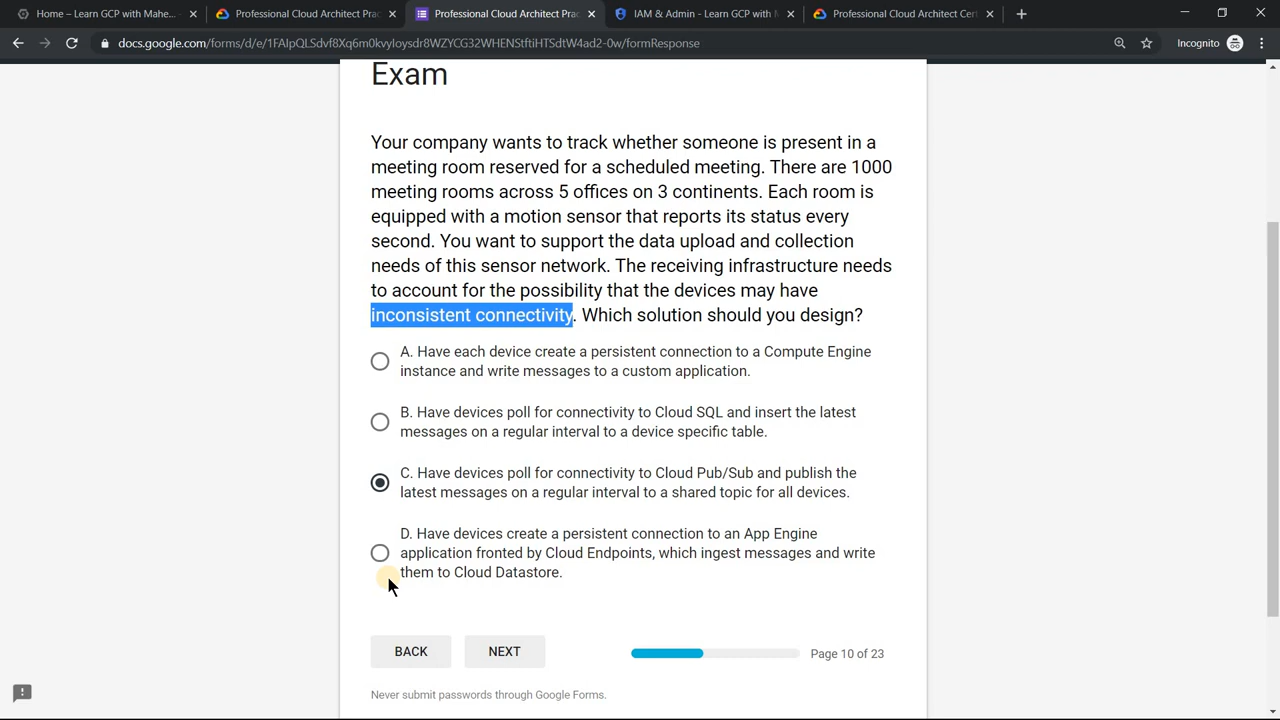 Home – Learn GCP with Mahe...
Professional Cloud Architect Prac
Professional Cloud Architect Prac
IAM & Admin - Learn GCP with M
Professional Cloud Architect Cert
docs.google.com/forms/d/e/1FAIpQLSdvf8Xq6m0kvyloysdr8WZYCG32WHENStftiHTSdtW4ad2-0w/formResponse
Incognito
Exam
Your company wants to track whether someone is present in a
meeting room reserved for a scheduled meeting. There are 1000
meeting rooms across 5 offices on 3 continents. Each room is
equipped with a motion sensor that reports its status every
second. You want to support the data upload and collection
needs of this sensor network. The receiving infrastructure needs
to account for the possibility that the devices may have
inconsistent connectivity. Which solution should you design?
A. Have each device create a persistent connection to a Compute Engine
instance and write messages to a custom application.
B. Have devices poll for connectivity to Cloud SQL and insert the latest
messages on a regular interval to a device specific table.
C. Have devices poll for connectivity to Cloud Pub/Sub and publish the
latest messages on a regular interval to a shared topic for all devices.
D. Have devices create a persistent connection to an App Engine
application fronted by Cloud Endpoints, which ingest messages and write
them to Cloud Datastore.
BACK
NEXT
Page 10 of 23
Never submit passwords through Google Forms.